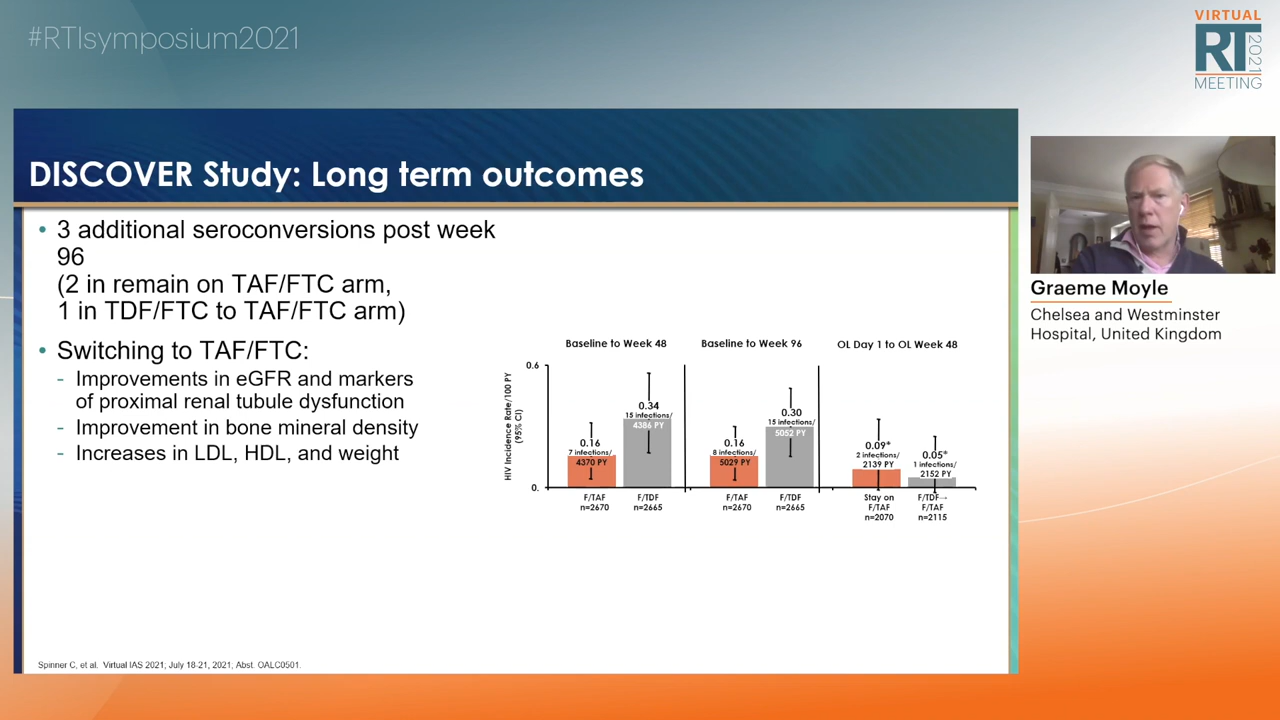 #RTIsymposium2021
VIRTUAL
RT
2021
MEETING
DISCOVER Study: Long term outcomes
• 3 additional seroconversions post week
96
(2 in remain on TAF/FTC arm,
1 in TDF/FTC to TAF/FTC arm)
• Switching to TAF/FTC:
- Improvements in eGFR and markers
of proximal renal tubule dysfunction
- Improvement in bone mineral density
- Increases in LDL, HDL, and weight
HIV Incidence Rate/100 PY
(95% CI)
0.6
0.
Baseline to Week 48
0.16
7 infections/
4370 PY
0.34
15 infections/
4386 PY
F/TAF
n=2670
F/TDF
n=2665
Baseline to Week 96
0.16
8 infections/
5029 PY
0.30
15 infections/
5052 PY
F/TAF
n=2670
F/TDF
n=2665
OL Day 1 to OL Week 48
0.09*
2 infections/
2139 PY
0.05*
1 infections/
2152 PY
Stay on
F/TAF
n=2070
F/TDF→
F/TAF
n=2115
Spinner C, et al. Virtual IAS 2021; July 18-21, 2021; Abst. OALC0501.
Graeme Moyle
Chelsea and Westminster
Hospital, United Kingdom